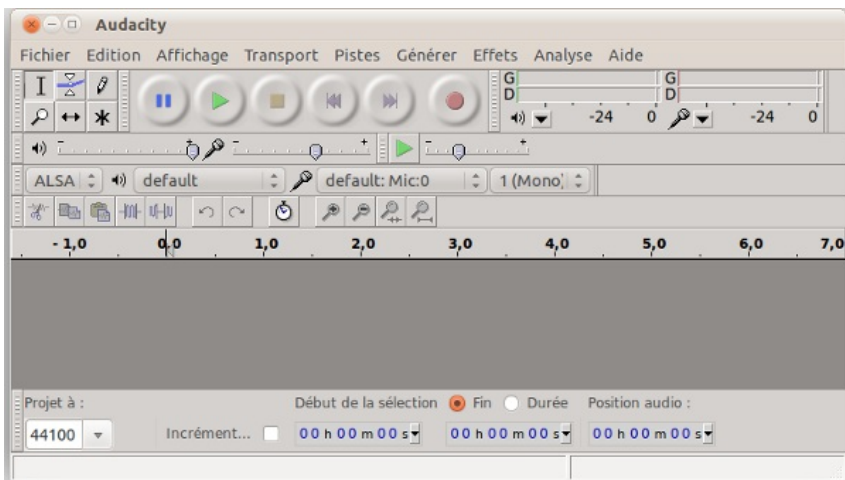 Audacity
Fichier Edition Affichage Transport Pistes Générer Effets Analyse Aide
G G
D D
-24 0 -24 0
- + - + - +
ALSA default default: Mic:0 1 (Mono)
- 1,0 0,0 1,0 2,0 3,0 4,0 5,0 6,0 7,0
Projet à : Début de la sélection Fin Durée Position audio :
44100 Incrément... 00 h 00 m 00 s 00 h 00 m 00 s 00 h 00 m 00 s